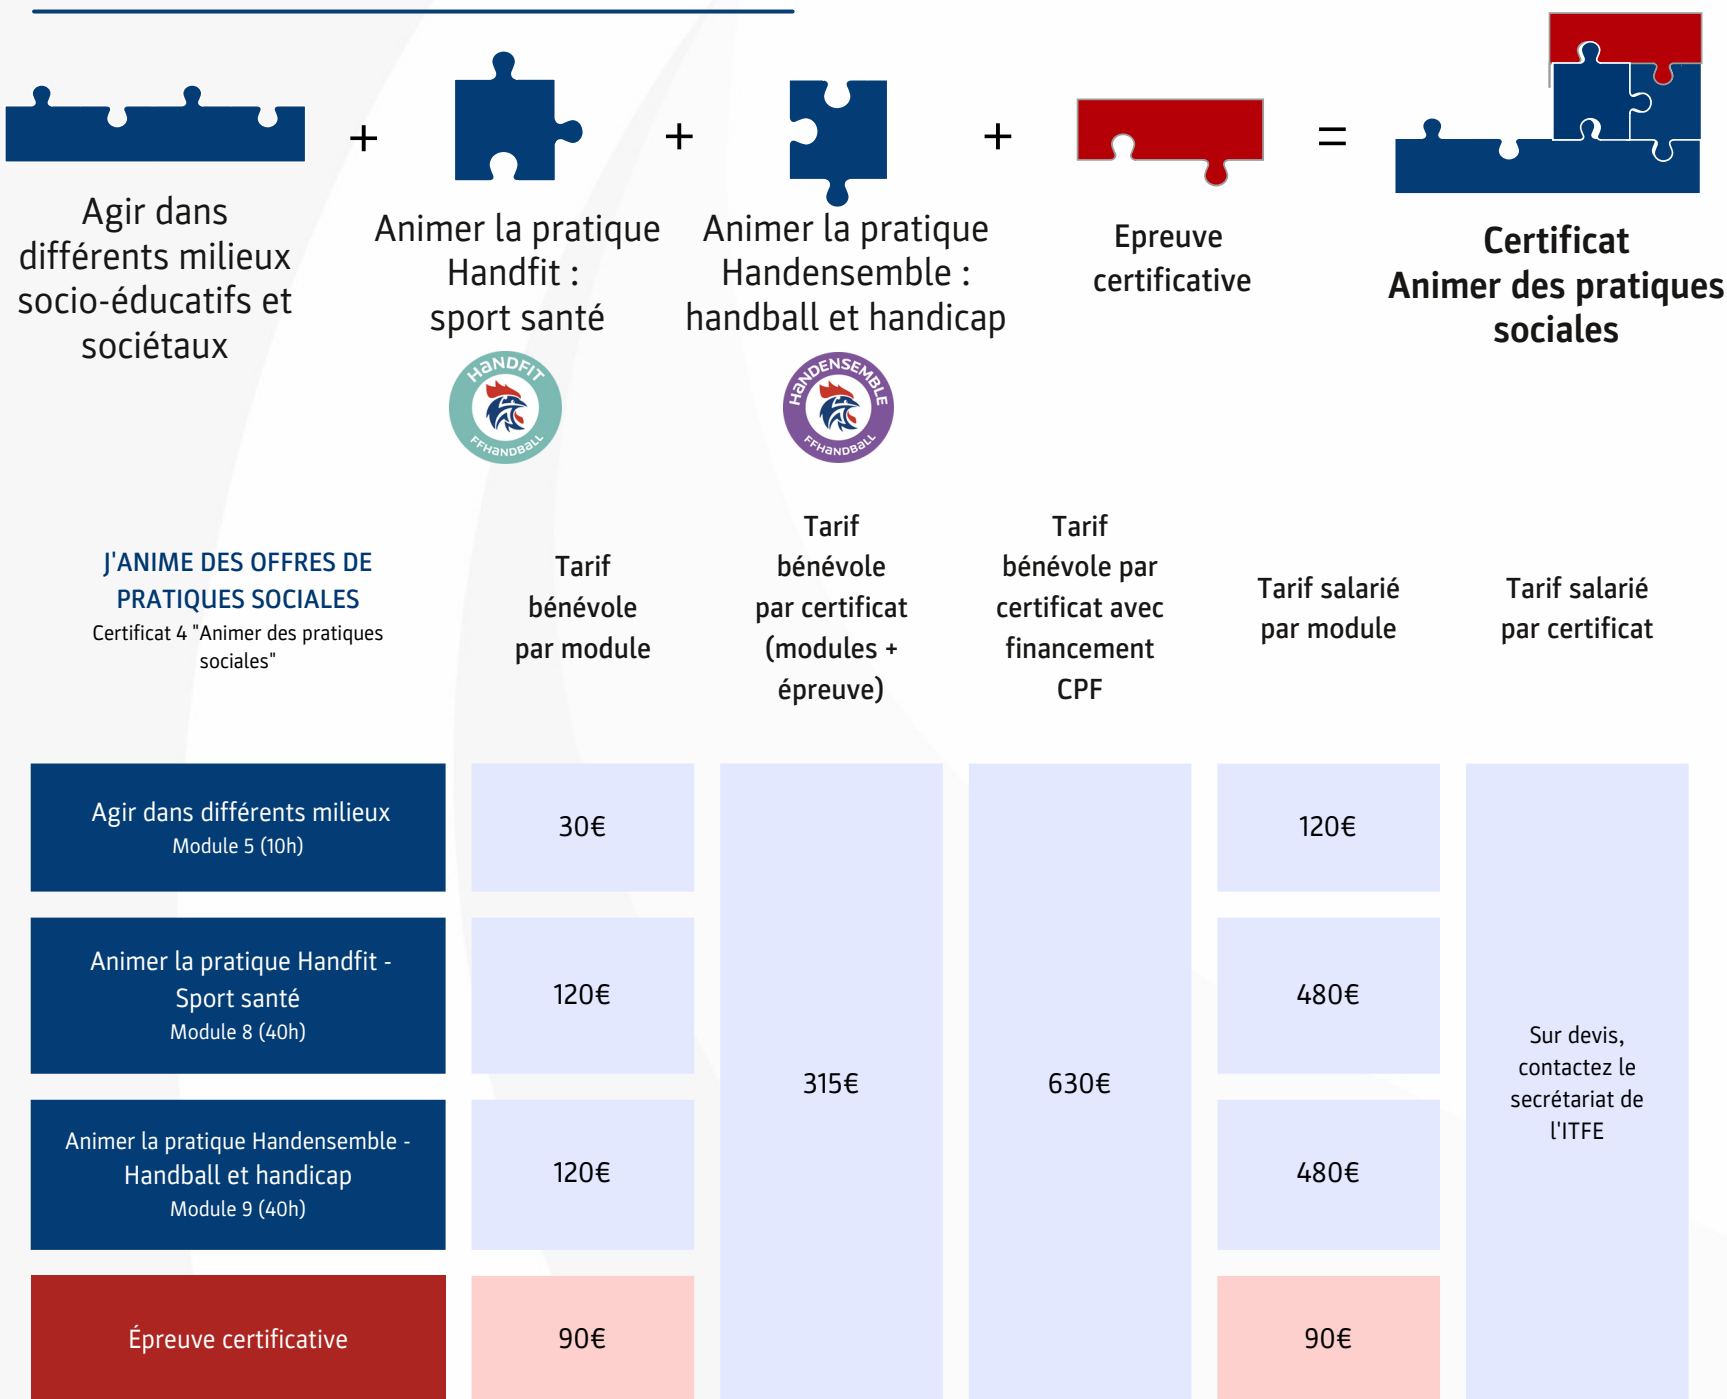 +
+
+
=
Agir dans
différents milieux
socio-éducatifs et
sociétaux
Animer la pratique
Handfit :
sport santé
HANDFIT
FFHANDBALL
Animer la pratique
Handensemble :
handball et handicap
HANDENSEMBLE
FFHANDBALL
Epreuve
certificative
Certificat
Animer des pratiques
sociales
J'ANIME DES OFFRES DE
PRATIQUES SOCIALES
Certificat 4 "Animer des pratiques
sociales"
Tarif
bénévole
par module
Tarif
bénévole
par certificat
(modules +
épreuve)
Tarif
bénévole par
certificat avec
financement
CPF
Tarif salarié
par module
Tarif salarié
par certificat
Agir dans différents milieux
Module 5 (10h)
30€
120€
Animer la pratique Handfit -
Sport santé
Module 8 (40h)
120€
480€
Animer la pratique Handensemble -
Handball et handicap
Module 9 (40h)
120€
480€
315€
630€
Sur devis,
contactez le
secrétariat de
l'ITFE
Épreuve certificative
90€
90€